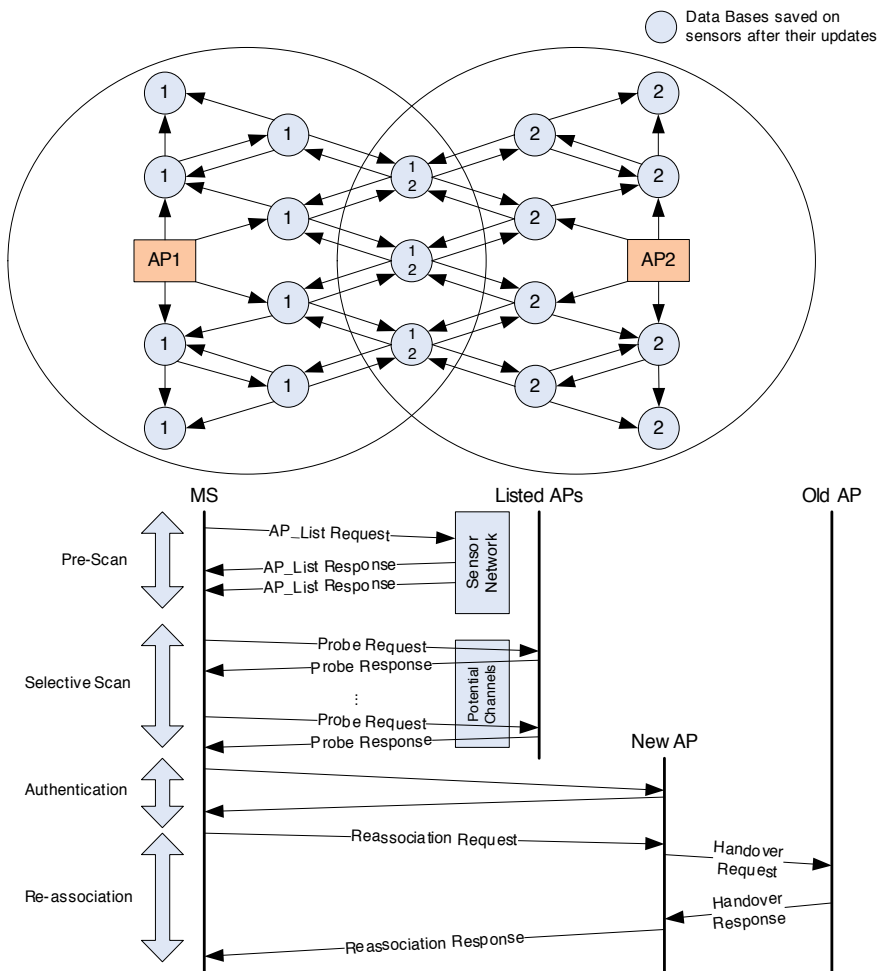 Data Bases saved on
sensors after their updates
1
2
1
2
1
2
1
2
1
2
1
2
AP1
1
2
AP2
1
2
1
2
1
1
2
2
1
2
1
2
MS
Listed APs
Old AP
Pre-Scan
AP_List Request
AP_List Response
AP_List Response
Sensor
Network
Selective Scan
Probe Request
Probe Response
⋮
Probe Request
Probe Response
Potential
Channels
New AP
Authentication
Re-association
Reassociation Request
Handover
Request
Handover
Response
Reassociation Response